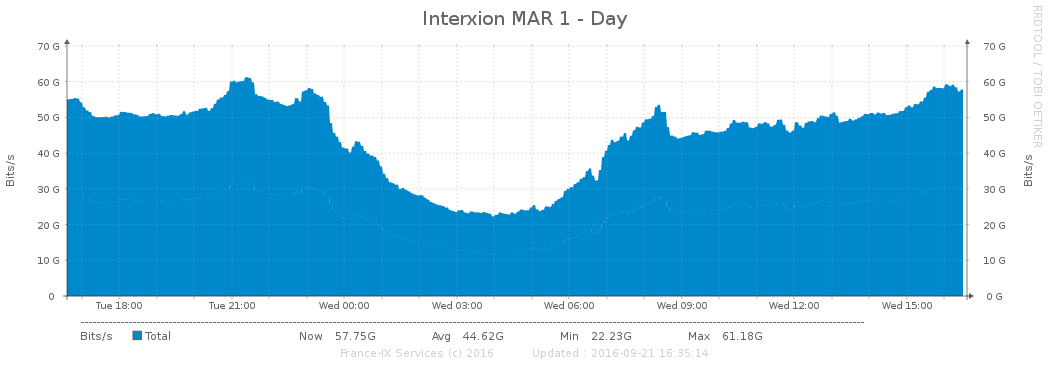 Interxion MAR 1 - Day
RRDTOOL / TOBI OETIKER
Bits/s
Bits/s
70 G 70 G
60 G 60 G
50 G 50 G
40 G 40 G
30 G 30 G
20 G 20 G
10 G 10 G
0 0 G
Tue 18:00 Tue 21:00 Wed 00:00 Wed 03:00 Wed 06:00 Wed 09:00 Wed 12:00 Wed 15:00
Bits/s Total Now 57.75G Avg 44.62G Min 22.23G Max 61.18G
France-IX Services (c) 2016 Updated : 2016-09-21 16:35:14